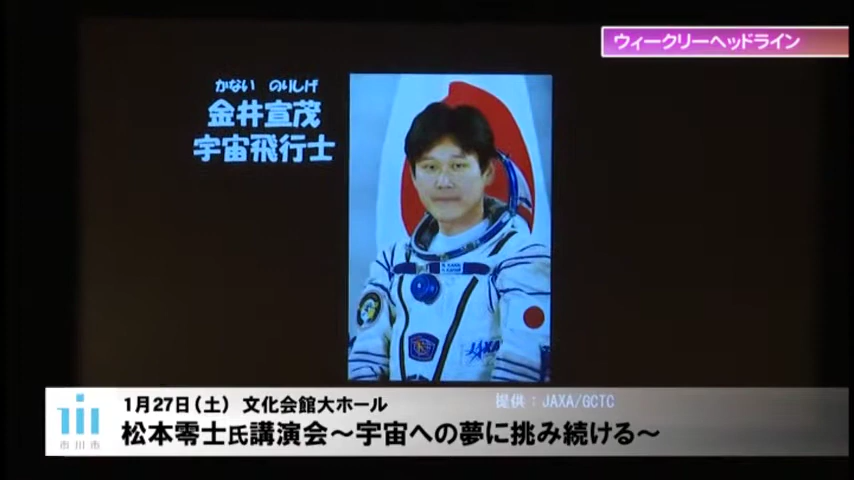 ウィークリーヘッドライン
かない のりしげ
金井宣茂
宇宙飛行士
JAXA
提供：JAXA/GCTC
1月27日（土） 文化会館大ホール
松本零士氏講演会～宇宙への夢に挑み続ける～
市川市